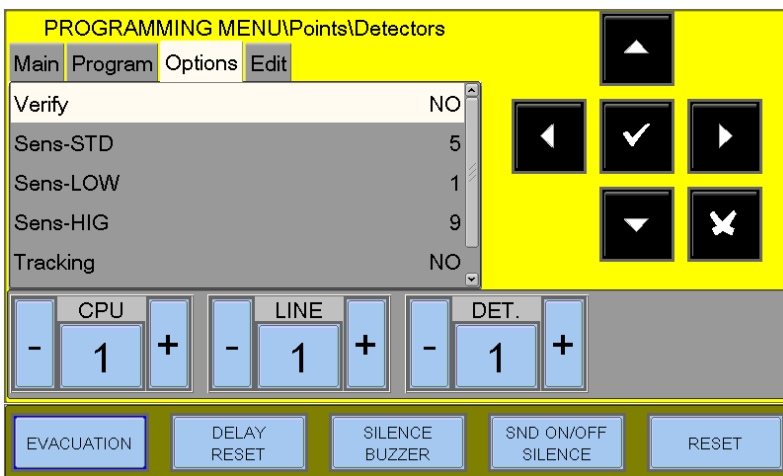 PROGRAMMING MENU\Points\Detectors
Main Program Options Edit
Verify NO
Sens-STD 5
Sens-LOW 1
Sens-HIG 9
Tracking NO
CPU LINE DET.
- 1 + - 1 + - 1 +
EVACUATION
DELAY
RESET
SILENCE
BUZZER
SND ON/OFF
SILENCE
RESET